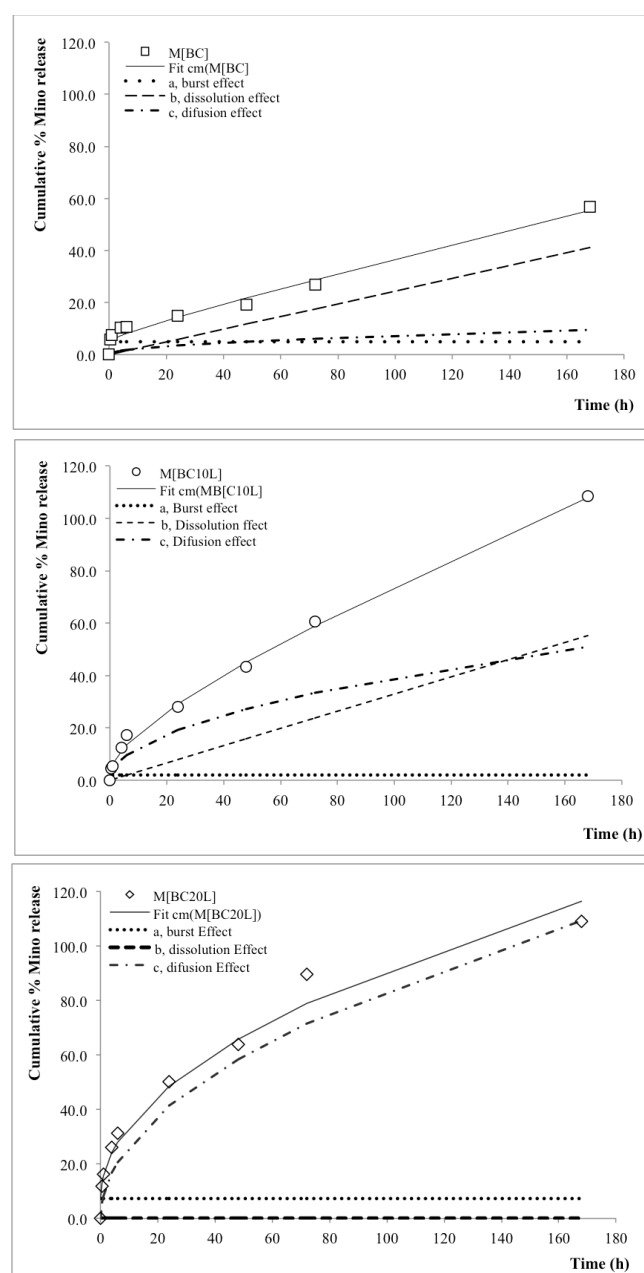 120.0
100.0
80.0
60.0
40.0
20.0
0.0
Cumulative % Mino release
M[BC]
Fit cm(M[BC]
a, burst effect
b, dissolution effect
c, difusion effect
0 20 40 60 80 100 120 140 160 180
Time (h)
120.0
100.0
80.0
60.0
40.0
20.0
0.0
Cumulative % Mino release
M[BC10L]
Fit cm(MB[C10L]
a, Burst effect
b, Dissolution ffect
c, Difusion effect
0 20 40 60 80 100 120 140 160 180
Time (h)
120.0
100.0
80.0
60.0
40.0
20.0
0.0
Cumulative % Mino release
M[BC20L]
Fit cm(M[BC20L])
a, burst Effect
b, dissolution Effect
c, difusion Effect
0 20 40 60 80 100 120 140 160 180
Time (h)